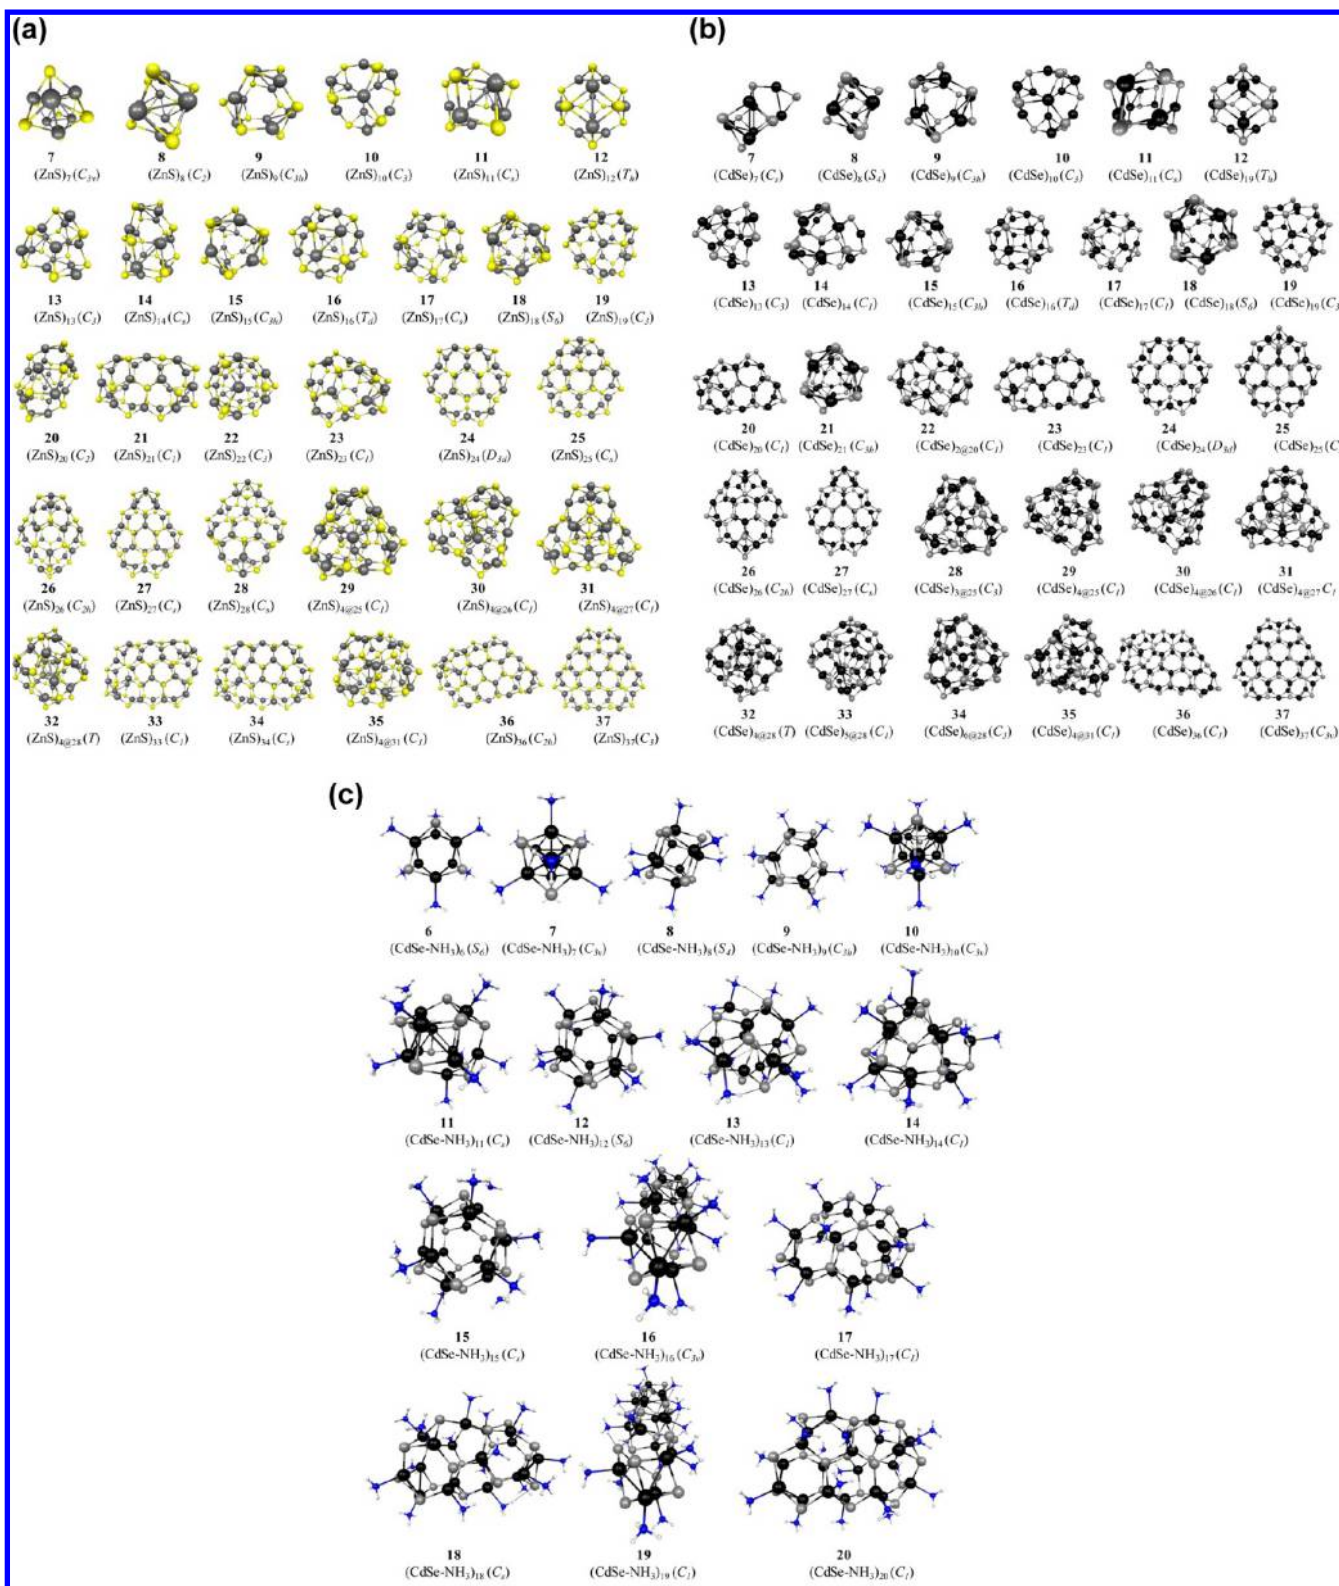 (a)
7 8 9 10 11 12
(ZnS)7 (C3v) (ZnS)8 (C2) (ZnS)9 (C3h) (ZnS)10 (C3) (ZnS)11 (Cs) (ZnS)12 (Th)
13 14 15 16 17 18 19
(ZnS)13 (C3) (ZnS)14 (Cs) (ZnS)15 (C3h) (ZnS)16 (Td) (ZnS)17 (Cs) (ZnS)18 (S6) (ZnS)19 (C3)
20 21 22 23 24 25
(ZnS)20 (C2) (ZnS)21 (C1) (ZnS)22 (C3) (ZnS)23 (C1) (ZnS)24 (D3d) (ZnS)25 (Cs)
26 27 28 29 30 31
(ZnS)26 (C2h) (ZnS)27 (Cs) (ZnS)28 (Cs) (ZnS)4@25 (C1) (ZnS)4@26 (C1) (ZnS)4@27 (C1)
32 33 34 35 36 37
(ZnS)4@28 (T) (ZnS)33 (C1) (ZnS)34 (Cs) (ZnS)4@31 (C1) (ZnS)36 (C2h) (ZnS)37 (C3)
(b)
7 8 9 10 11 12
(CdSe)7 (Cs) (CdSe)8 (S4) (CdSe)9 (C3h) (CdSe)10 (C3) (CdSe)11 (Cs) (CdSe)19 (Th)
13 14 15 16 17 18 19
(CdSe)13 (C3) (CdSe)14 (C1) (CdSe)15 (C3h) (CdSe)16 (Td) (CdSe)17 (C1) (CdSe)18 (S6) (CdSe)19 (C3
20 21 22 23 24 25
(CdSe)20 (C1) (CdSe)21 (C3h) (CdSe)2@20 (C1) (CdSe)23 (C1) (CdSe)24 (D3d) (CdSe)25 (C
26 27 28 29 30 31
(CdSe)26 (C2h) (CdSe)27 (Cs) (CdSe)3@25 (C3) (CdSe)4@25 (C1) (CdSe)4@26 (C1) (CdSe)4@27 C1
32 33 34 35 36 37
(CdSe)4@28 (T) (CdSe)5@28 (C1) (CdSe)6@28 (C3) (CdSe)4@31 (C1) (CdSe)36 (C1) (CdSe)37 (C3v)
(c)
6 7 8 9 10
(CdSe-NH3)6 (S6) (CdSe-NH3)7 (C3v) (CdSe-NH3)8 (S4) (CdSe-NH3)9 (C3h) (CdSe-NH3)10 (C3v)
11 12 13 14
(CdSe-NH3)11 (Cs) (CdSe-NH3)12 (S6) (CdSe-NH3)13 (C1) (CdSe-NH3)14 (C1)
15 16 17
(CdSe-NH3)15 (Cs) (CdSe-NH3)16 (C3v) (CdSe-NH3)17 (C1)
18 19 20
(CdSe-NH3)18 (Cs) (CdSe-NH3)19 (C1) (CdSe-NH3)20 (C1)